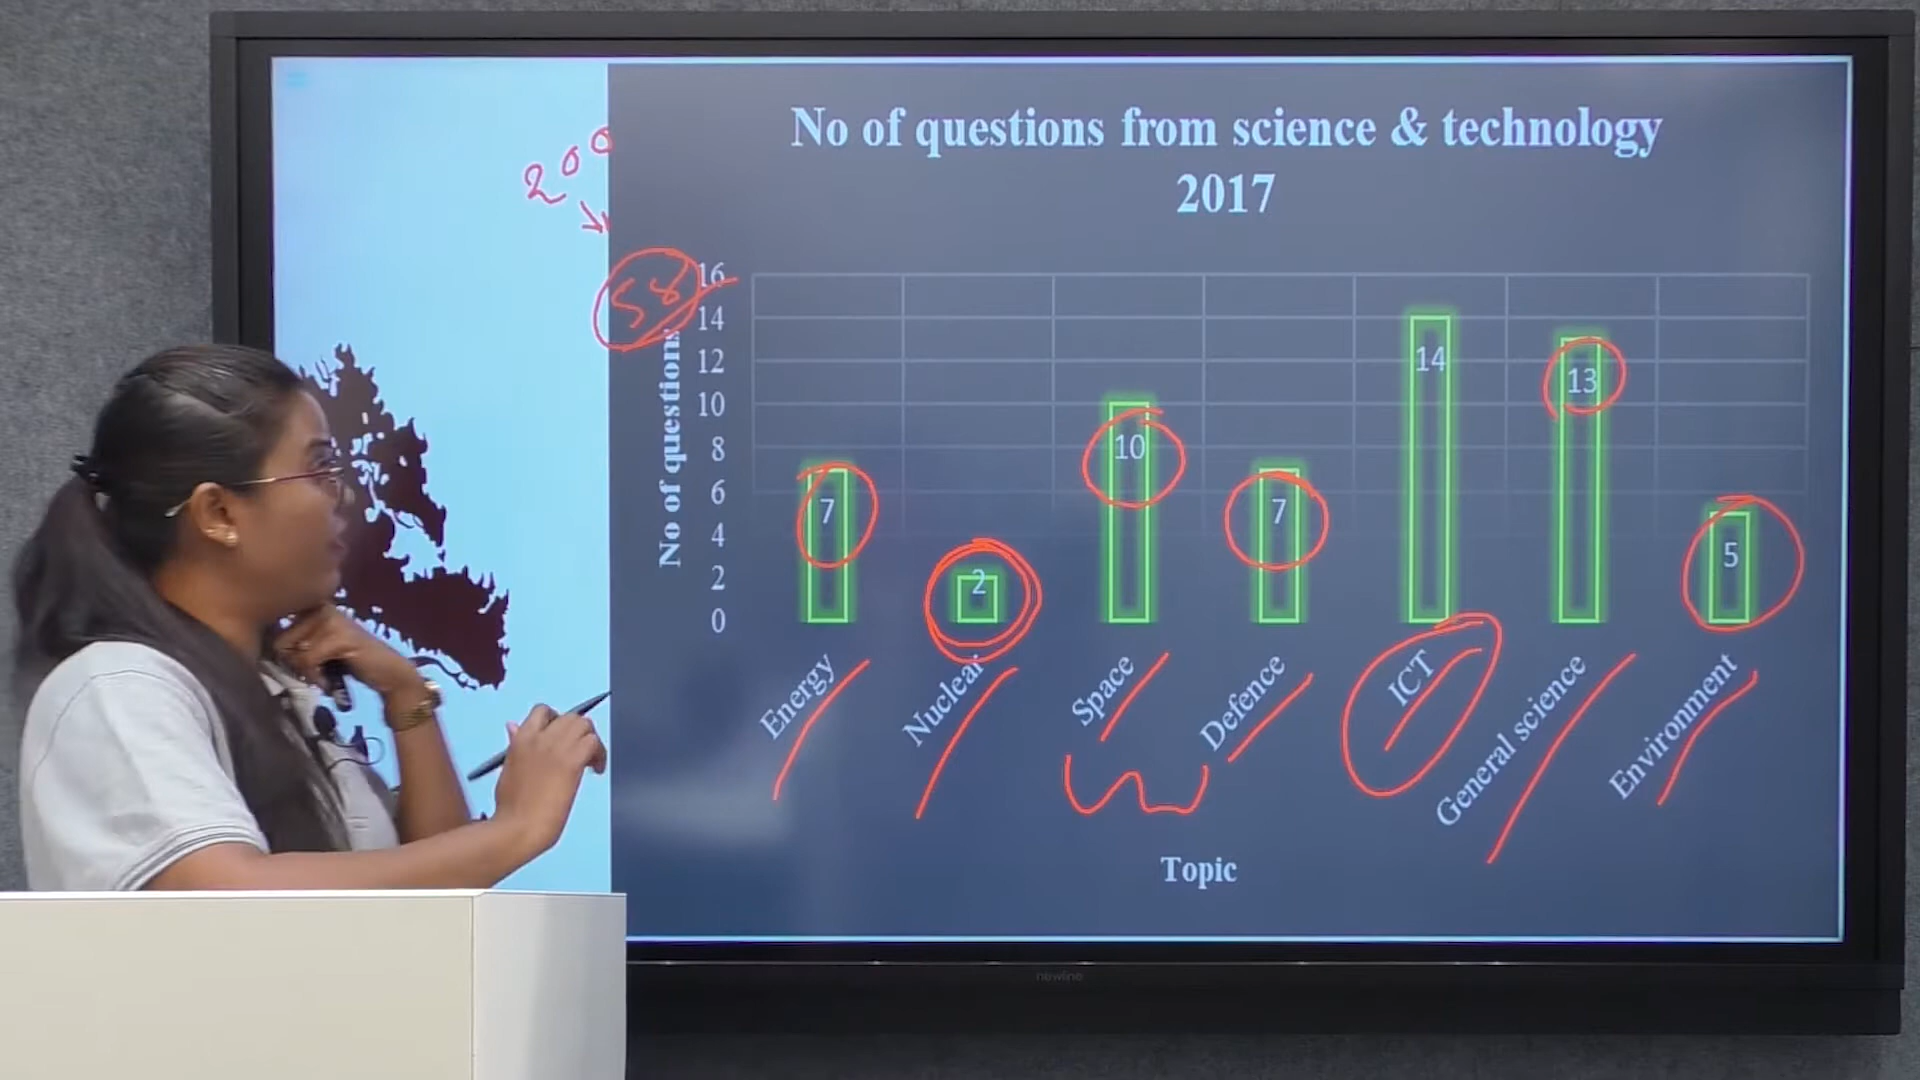 No of questions from science & technology
2017
200
58
16
14
12
10
8
6
4
2
0
No of questions
7
2
10
7
14
13
5
Energy
Nuclear
Space
Defence
ICT
General science
Environment
Topic
newline